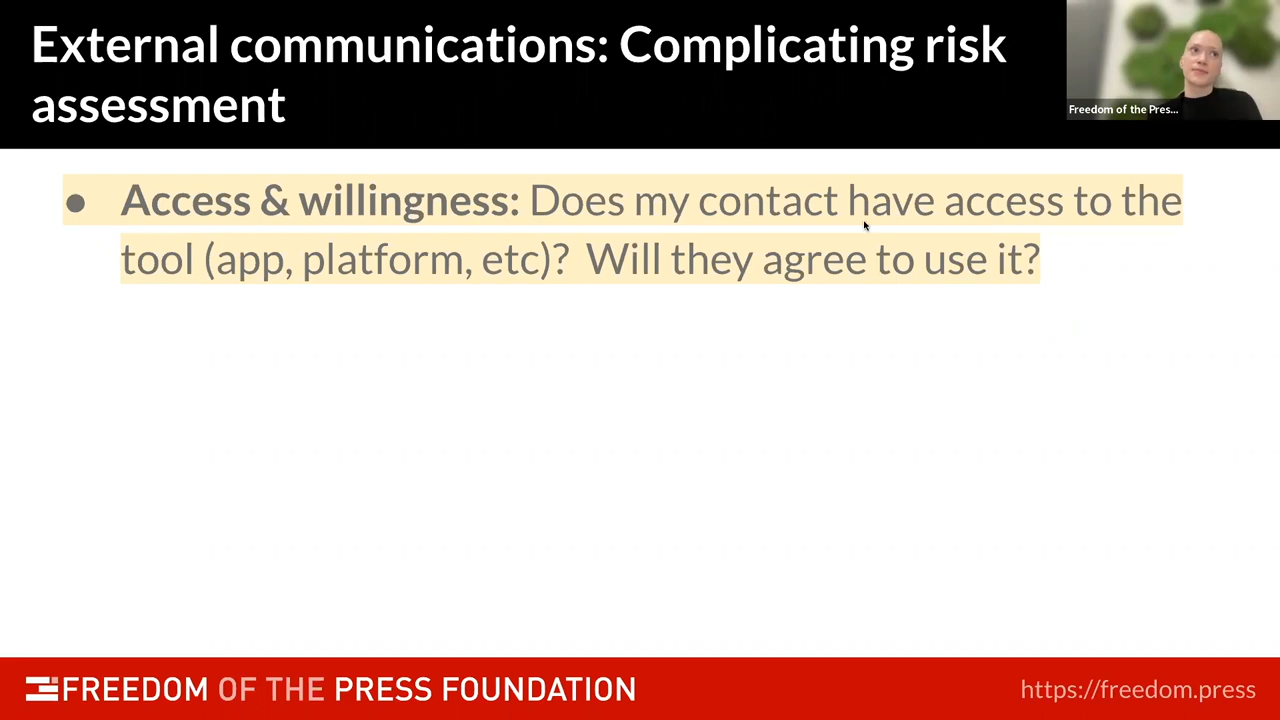 External communications: Complicating risk
assessment
Freedom of the Pres...
● Access & willingness: Does my contact have access to the
tool (app, platform, etc)?  Will they agree to use it?
FREEDOM OF THE PRESS FOUNDATION
https://freedom.press